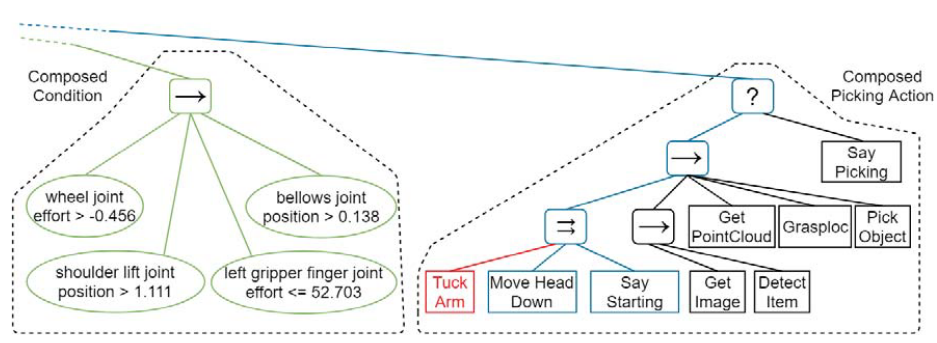 Composed
Condition
→
wheel joint
effort > -0.456
bellows joint
position > 0.138
shoulder lift joint
position > 1.111
left gripper finger joint
effort <= 52.703
Composed
Picking Action
?
→
Say
Picking
⇉
→
Get
PointCloud
Grasploc
Pick
Object
Tuck
Arm
Move Head
Down
Say
Starting
Get
Image
Detect
Item